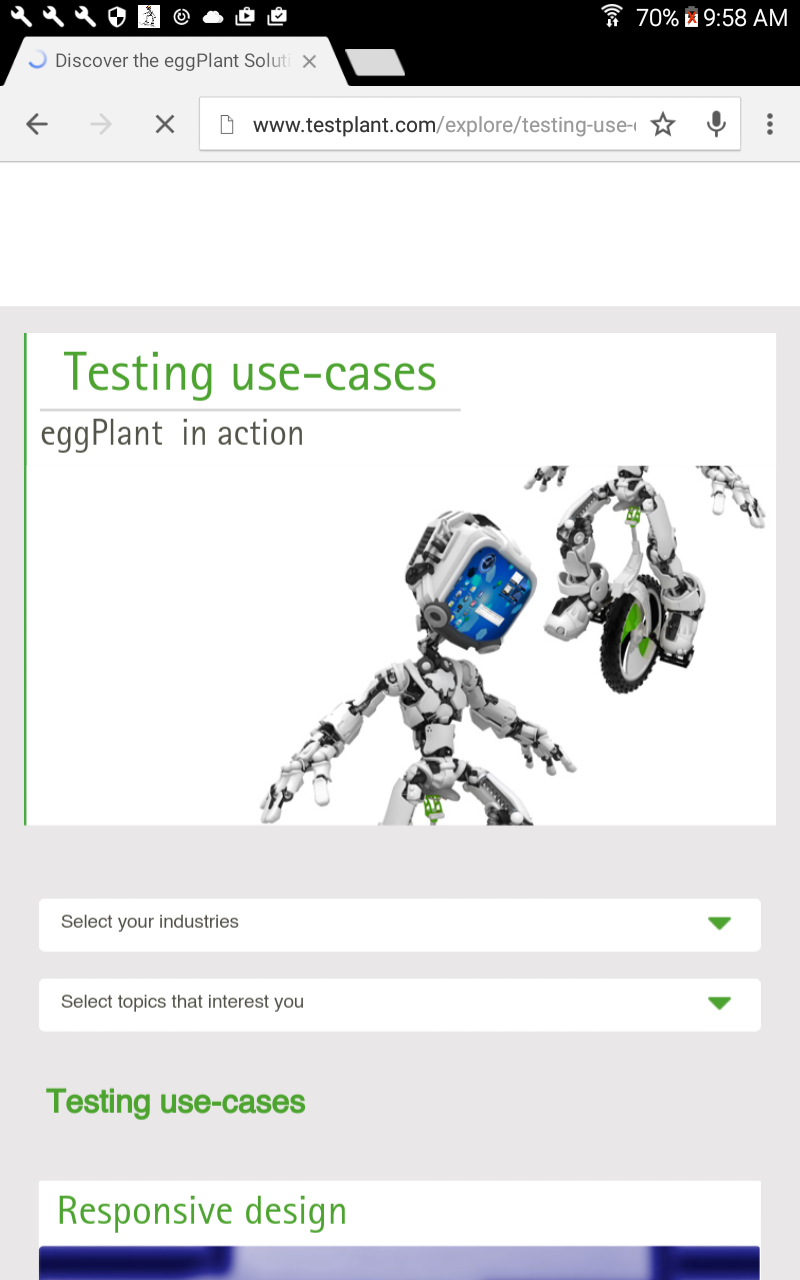 70% 9:58 AM
Discover the eggPlant Soluti
www.testplant.com/explore/testing-use-
Testing use-cases
eggPlant in action
Select your industries
Select topics that interest you
Testing use-cases
Responsive design